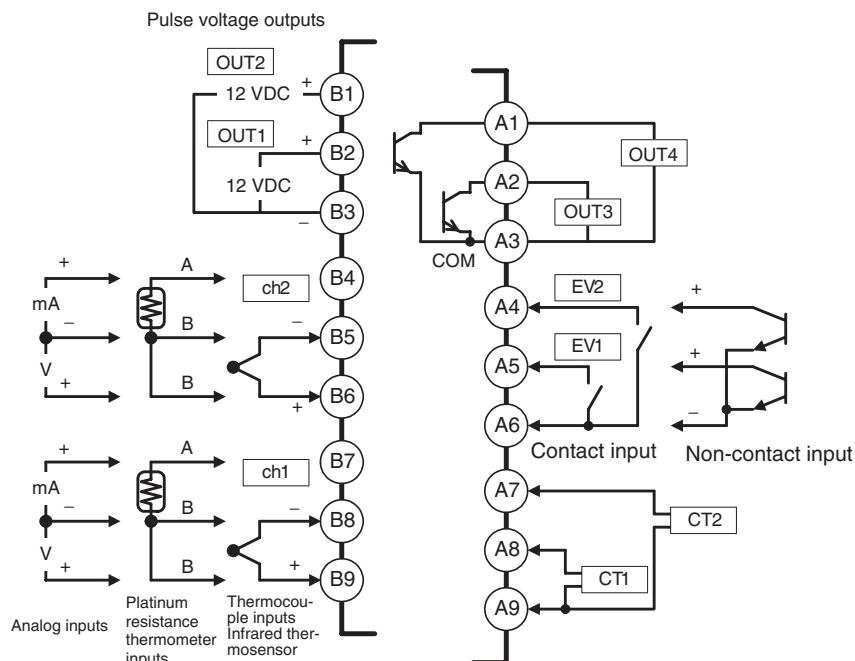 Pulse voltage outputs
OUT2
+
12 VDC
B1
OUT1
+
B2
12 VDC
–
B3
B4
B5
B6
B7
B8
B9
+
mA
–
V
+
A
B
B
ch2
–
+
+
mA
–
V
+
A
B
B
ch1
–
+
Analog inputs
Platinum
resistance
thermometer
inputs
Thermocou-
ple inputs
Infrared ther-
mosensor
A1
OUT4
A2
OUT3
A3
COM
A4
EV2
+
A5
EV1
+
A6
–
Contact input
Non-contact input
A7
CT2
A8
CT1
A9